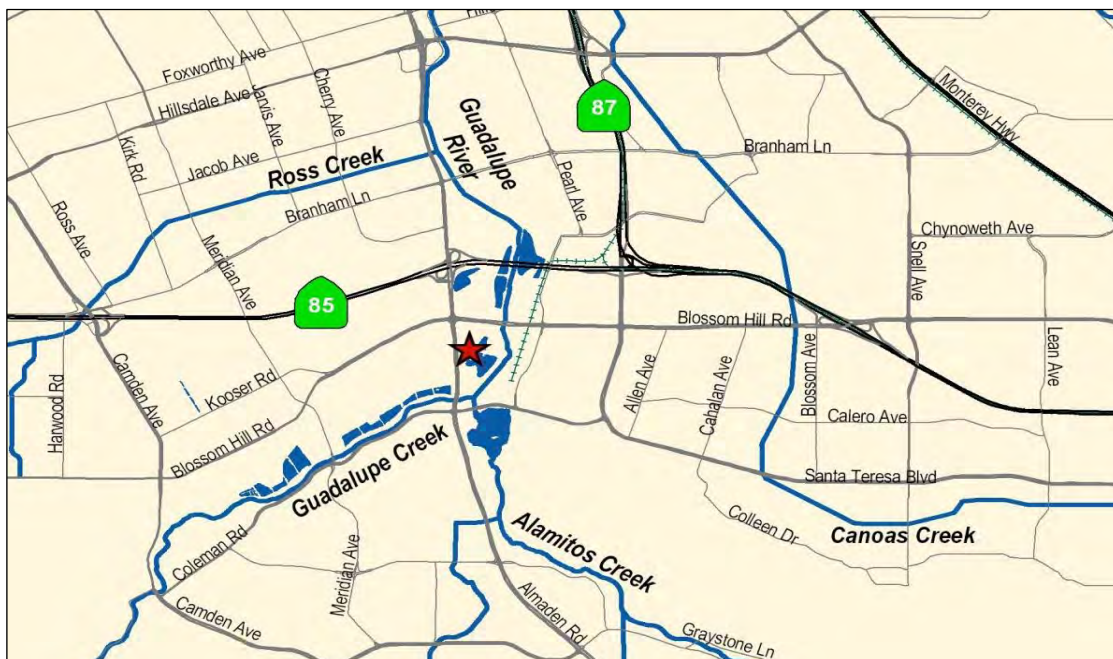 Foxworthy Ave
Hillsdale Ave
Jarvis Ave
Cherry Ave
Kirk Rd
Jacob Ave
Ross Creek
Guadalupe
River
87
Monterey Hwy
Branham Ln
Pearl Ave
Branham Ln
Ross Ave
Meridian Ave
Chynoweth Ave
Snell Ave
85
Blossom Hill Rd
Camden Ave
Harwood Rd
Kooser Rd
Allen Ave
Cahalan Ave
Blossom Ave
Lean Ave
Calero Ave
Blossom Hill Rd
Guadalupe Creek
Santa Teresa Blvd
Colleen Dr
Canoas Creek
Coleman Rd
Meridian Ave
Alamitos Creek
Almaden Rd
Camden Ave
Graystone Ln